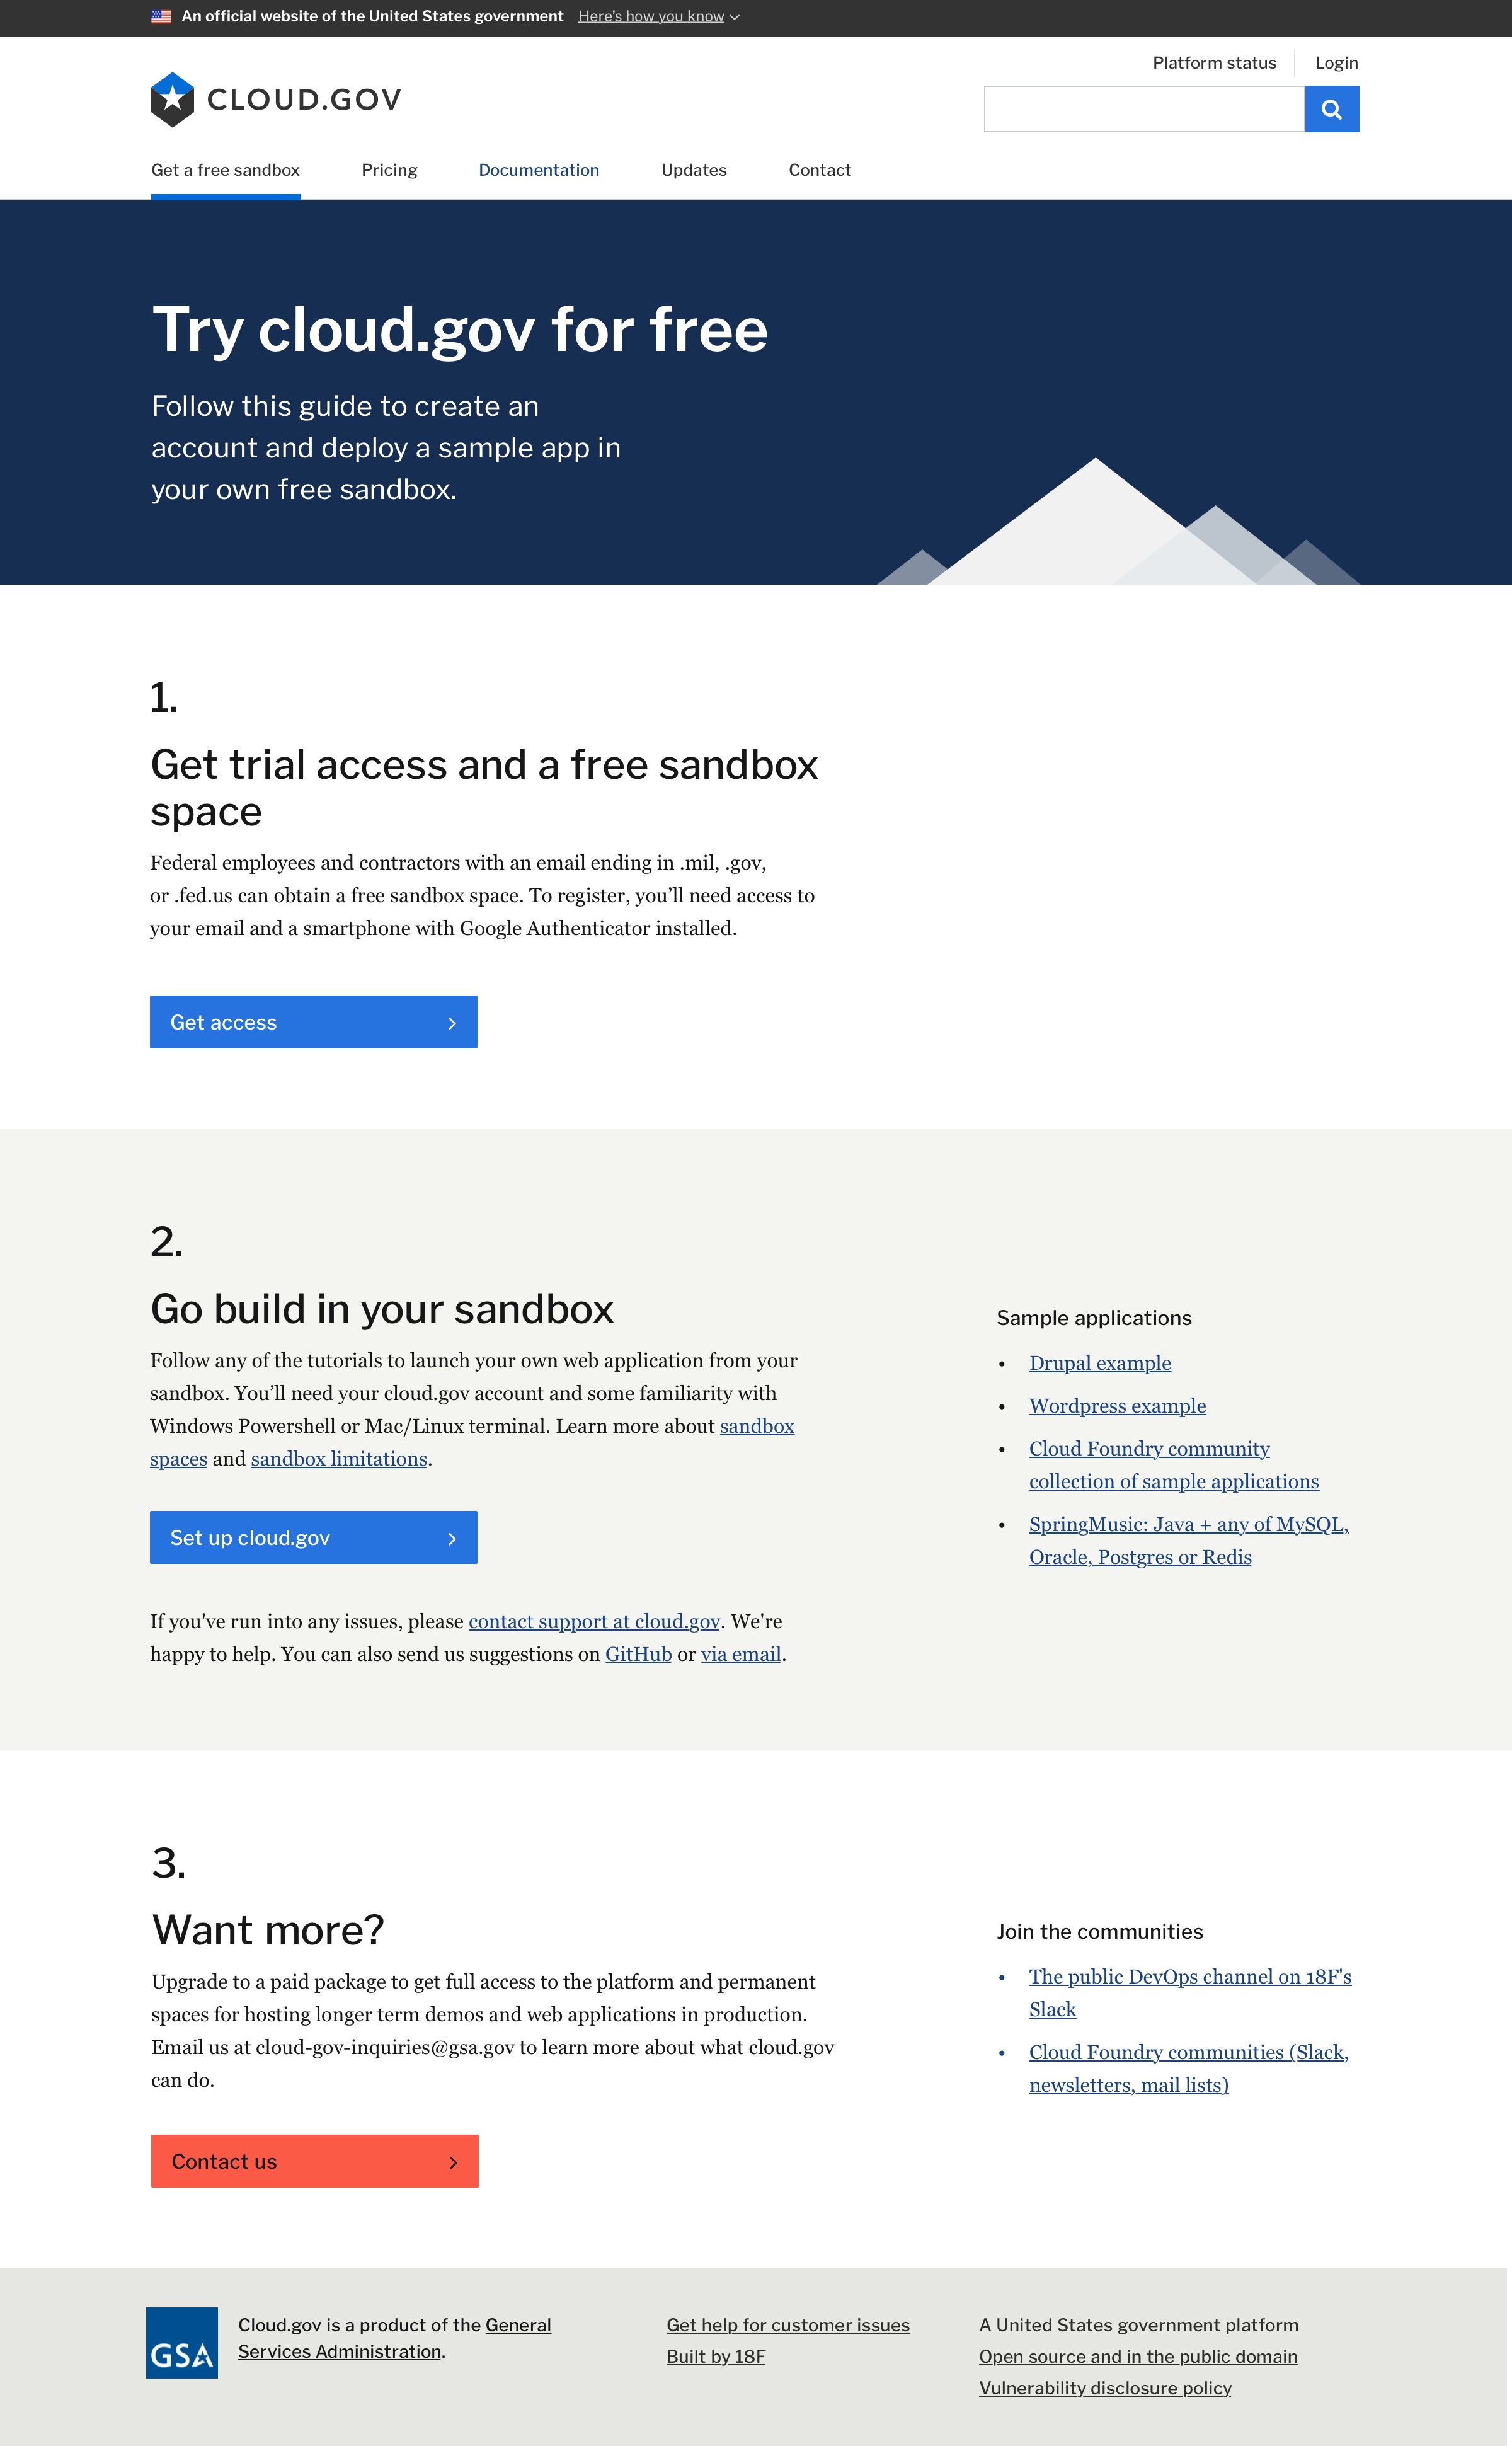 An official website of the United States government Here's how you know
Platform status Login
CLOUD.GOV
Get a free sandbox Pricing Documentation Updates Contact
Try cloud.gov for free
Follow this guide to create an
account and deploy a sample app in
your own free sandbox.
1.
Get trial access and a free sandbox
space
Federal employees and contractors with an email ending in .mil, .gov,
or .fed.us can obtain a free sandbox space. To register, you’ll need access to
your email and a smartphone with Google Authenticator installed.
Get access
2.
Go build in your sandbox
Follow any of the tutorials to launch your own web application from your
sandbox. You’ll need your cloud.gov account and some familiarity with
Windows Powershell or Mac/Linux terminal. Learn more about sandbox
spaces and sandbox limitations.
Set up cloud.gov
If you've run into any issues, please contact support at cloud.gov. We're
happy to help. You can also send us suggestions on GitHub or via email.
Sample applications
• Drupal example
• Wordpress example
• Cloud Foundry community
collection of sample applications
• SpringMusic: Java + any of MySQL,
Oracle, Postgres or Redis
3.
Want more?
Upgrade to a paid package to get full access to the platform and permanent
spaces for hosting longer term demos and web applications in production.
Email us at cloud-gov-inquiries@gsa.gov to learn more about what cloud.gov
can do.
Contact us
Join the communities
• The public DevOps channel on 18F's
Slack
• Cloud Foundry communities (Slack,
newsletters, mail lists)
GSA
Cloud.gov is a product of the General
Services Administration.
Get help for customer issues
Built by 18F
A United States government platform
Open source and in the public domain
Vulnerability disclosure policy